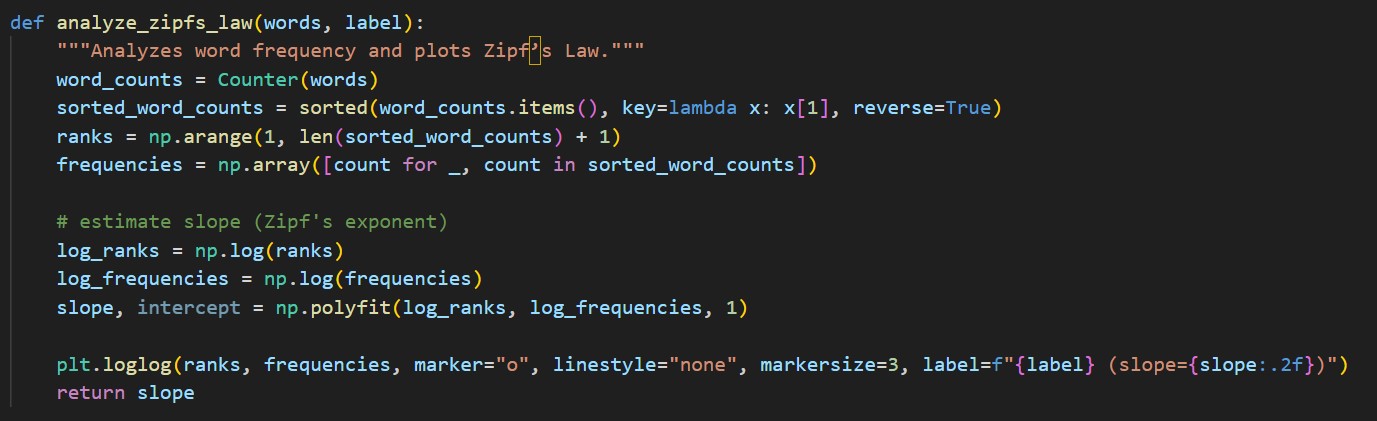 def analyze_zipfs_law(words, label):
    """Analyzes word frequency and plots Zipf’s Law."""
    word_counts = Counter(words)
    sorted_word_counts = sorted(word_counts.items(), key=lambda x: x[1], reverse=True)
    ranks = np.arange(1, len(sorted_word_counts) + 1)
    frequencies = np.array([count for _, count in sorted_word_counts])

    # estimate slope (Zipf's exponent)
    log_ranks = np.log(ranks)
    log_frequencies = np.log(frequencies)
    slope, intercept = np.polyfit(log_ranks, log_frequencies, 1)

    plt.loglog(ranks, frequencies, marker="o", linestyle="none", markersize=3, label=f"{label} (slope={slope:.2f})")
    return slope